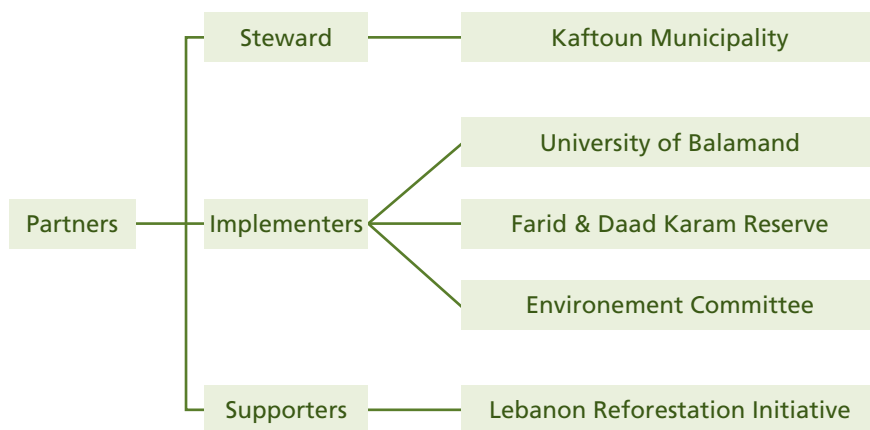 Steward
Kaftoun Municipality
University of Balamand
Partners
Implementers
Farid & Daad Karam Reserve
Environement Committee
Supporters
Lebanon Reforestation Initiative